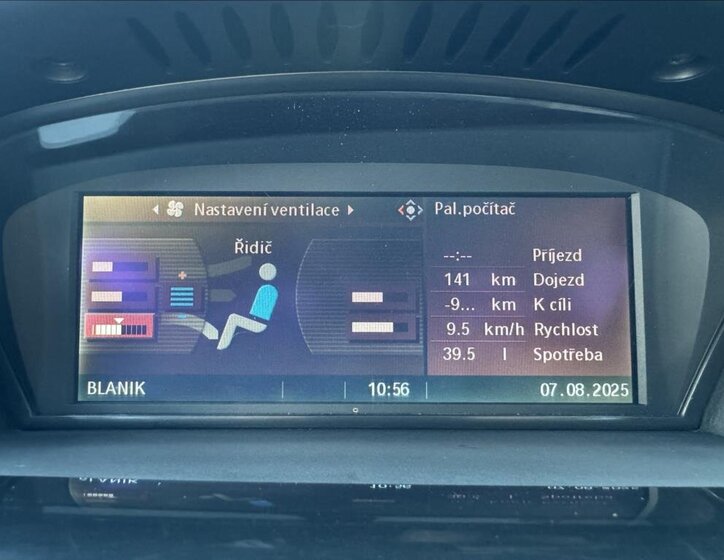 Nastavení ventilace
Pal.počítač
Řidič
--:-- Příjezd
141 km Dojezd
-9... km K cíli
9.5 km/h Rychlost
39.5 l Spotřeba
BLANIK 10:56 07.08.2025